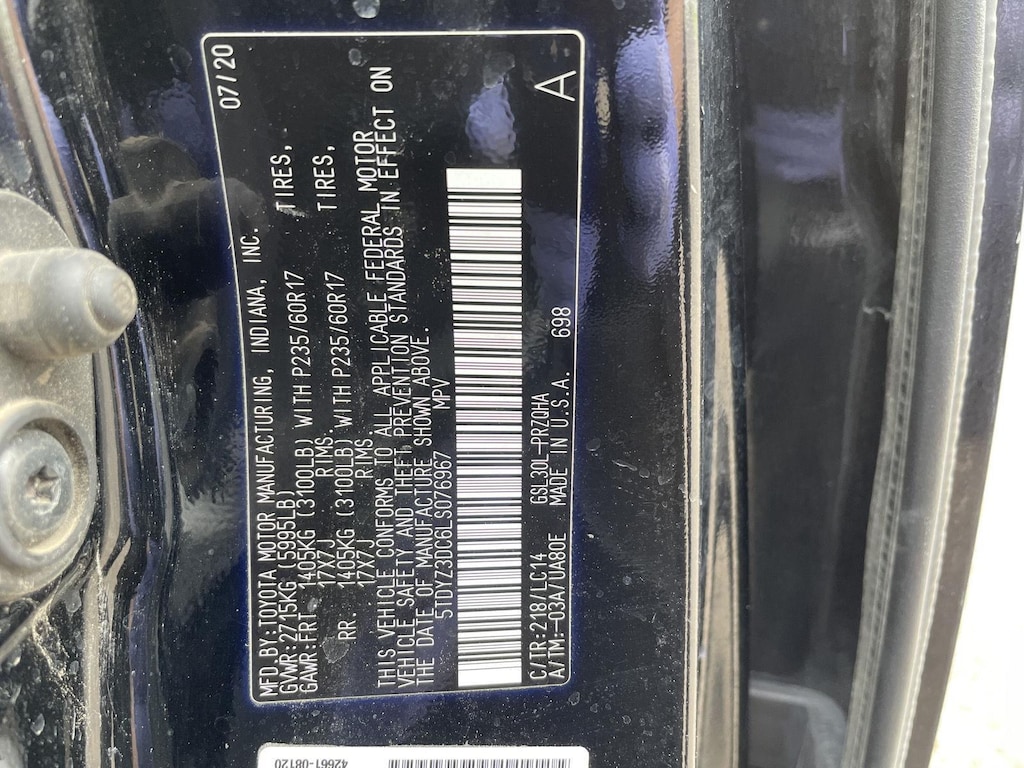 07/20
MFD.BY:TOYOTA MOTOR MANUFACTURING, INDIANA, INC.
GVWR:2715KG (5995LB)
GAWR:FRT 1405KG (3100LB) WITH P235/60R17 TIRES,
17X7J RIMS.
RR. 1405KG (3100LB) WITH P235/60R17 TIRES,
17X7J RIMS.
THIS VEHICLE CONFORMS TO ALL APPLICABLE FEDERAL MOTOR
VEHICLE SAFETY AND THEFT PREVENTION STANDARDS IN EFFECT ON
THE DATE OF MANUFACTURE SHOWN ABOVE.
5TDYZ3DC6LS076967 MPV
C/TR:218/LC14 GSL30L-PRZQHA 698
A/TM:-03A/UA80E MADE IN U.S.A.
A
42661-08120